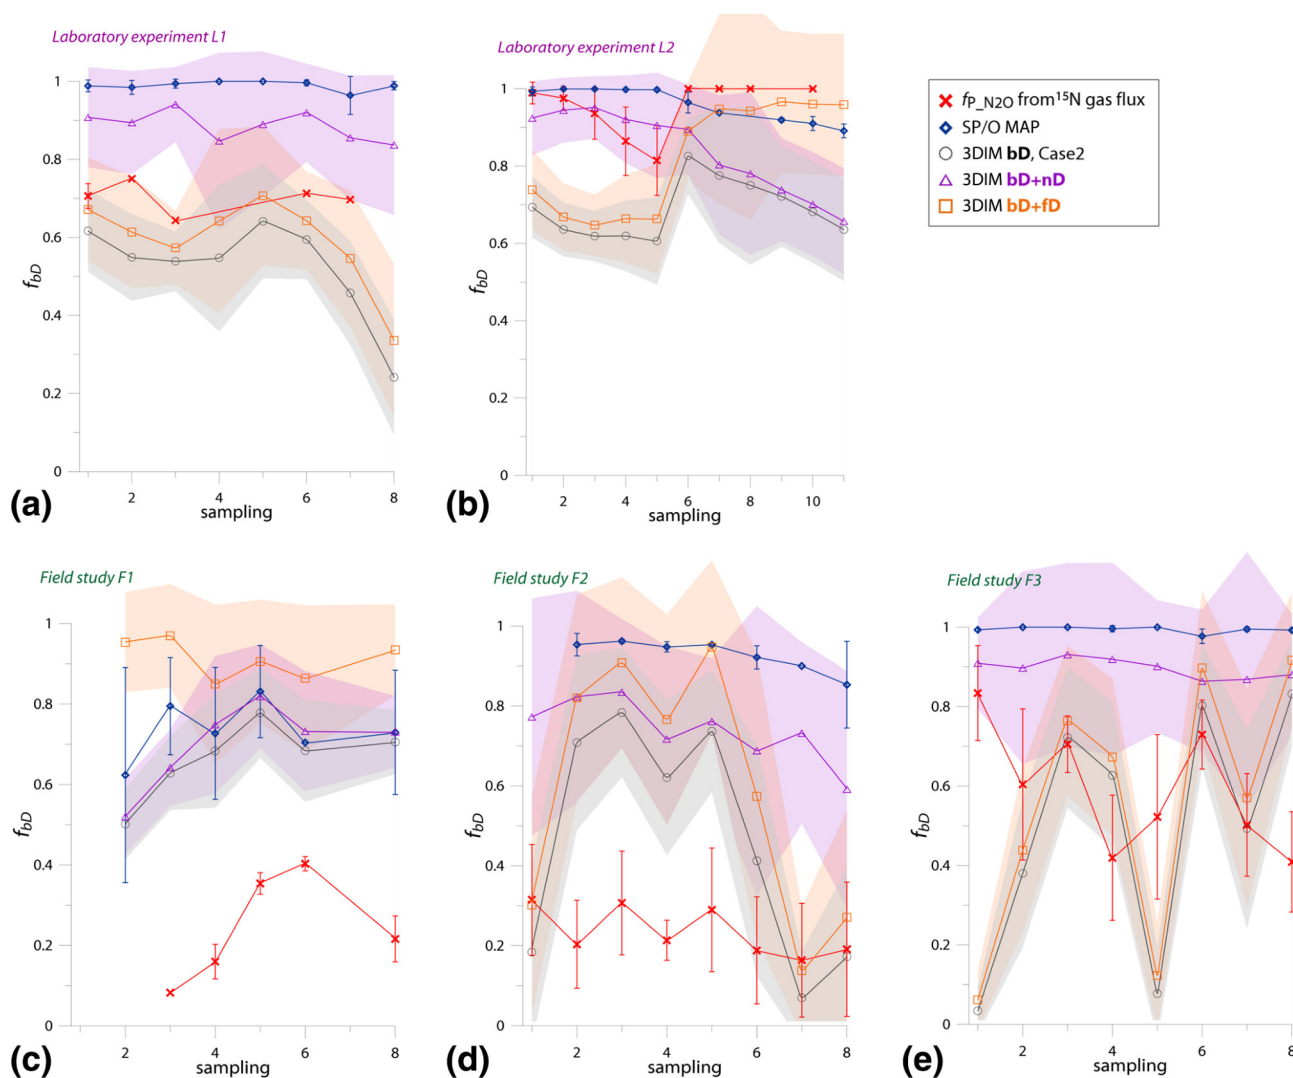 Laboratory experiment L1
1
0.8
0.6
0.4
0.2
0
f_bD
2
4
6
8
sampling
(a)
Laboratory experiment L2
1
0.8
0.6
0.4
0.2
0
f_bD
2
4
6
8
10
sampling
(b)
fP_N2O from 15N gas flux
SP/O MAP
3DIM bD, Case2
3DIM bD+nD
3DIM bD+fD
Field study F1
1
0.8
0.6
0.4
0.2
0
f_bD
2
4
6
8
sampling
(c)
Field study F2
1
0.8
0.6
0.4
0.2
0
f_bD
2
4
6
8
sampling
(d)
Field study F3
1
0.8
0.6
0.4
0.2
0
f_bD
2
4
6
8
sampling
(e)